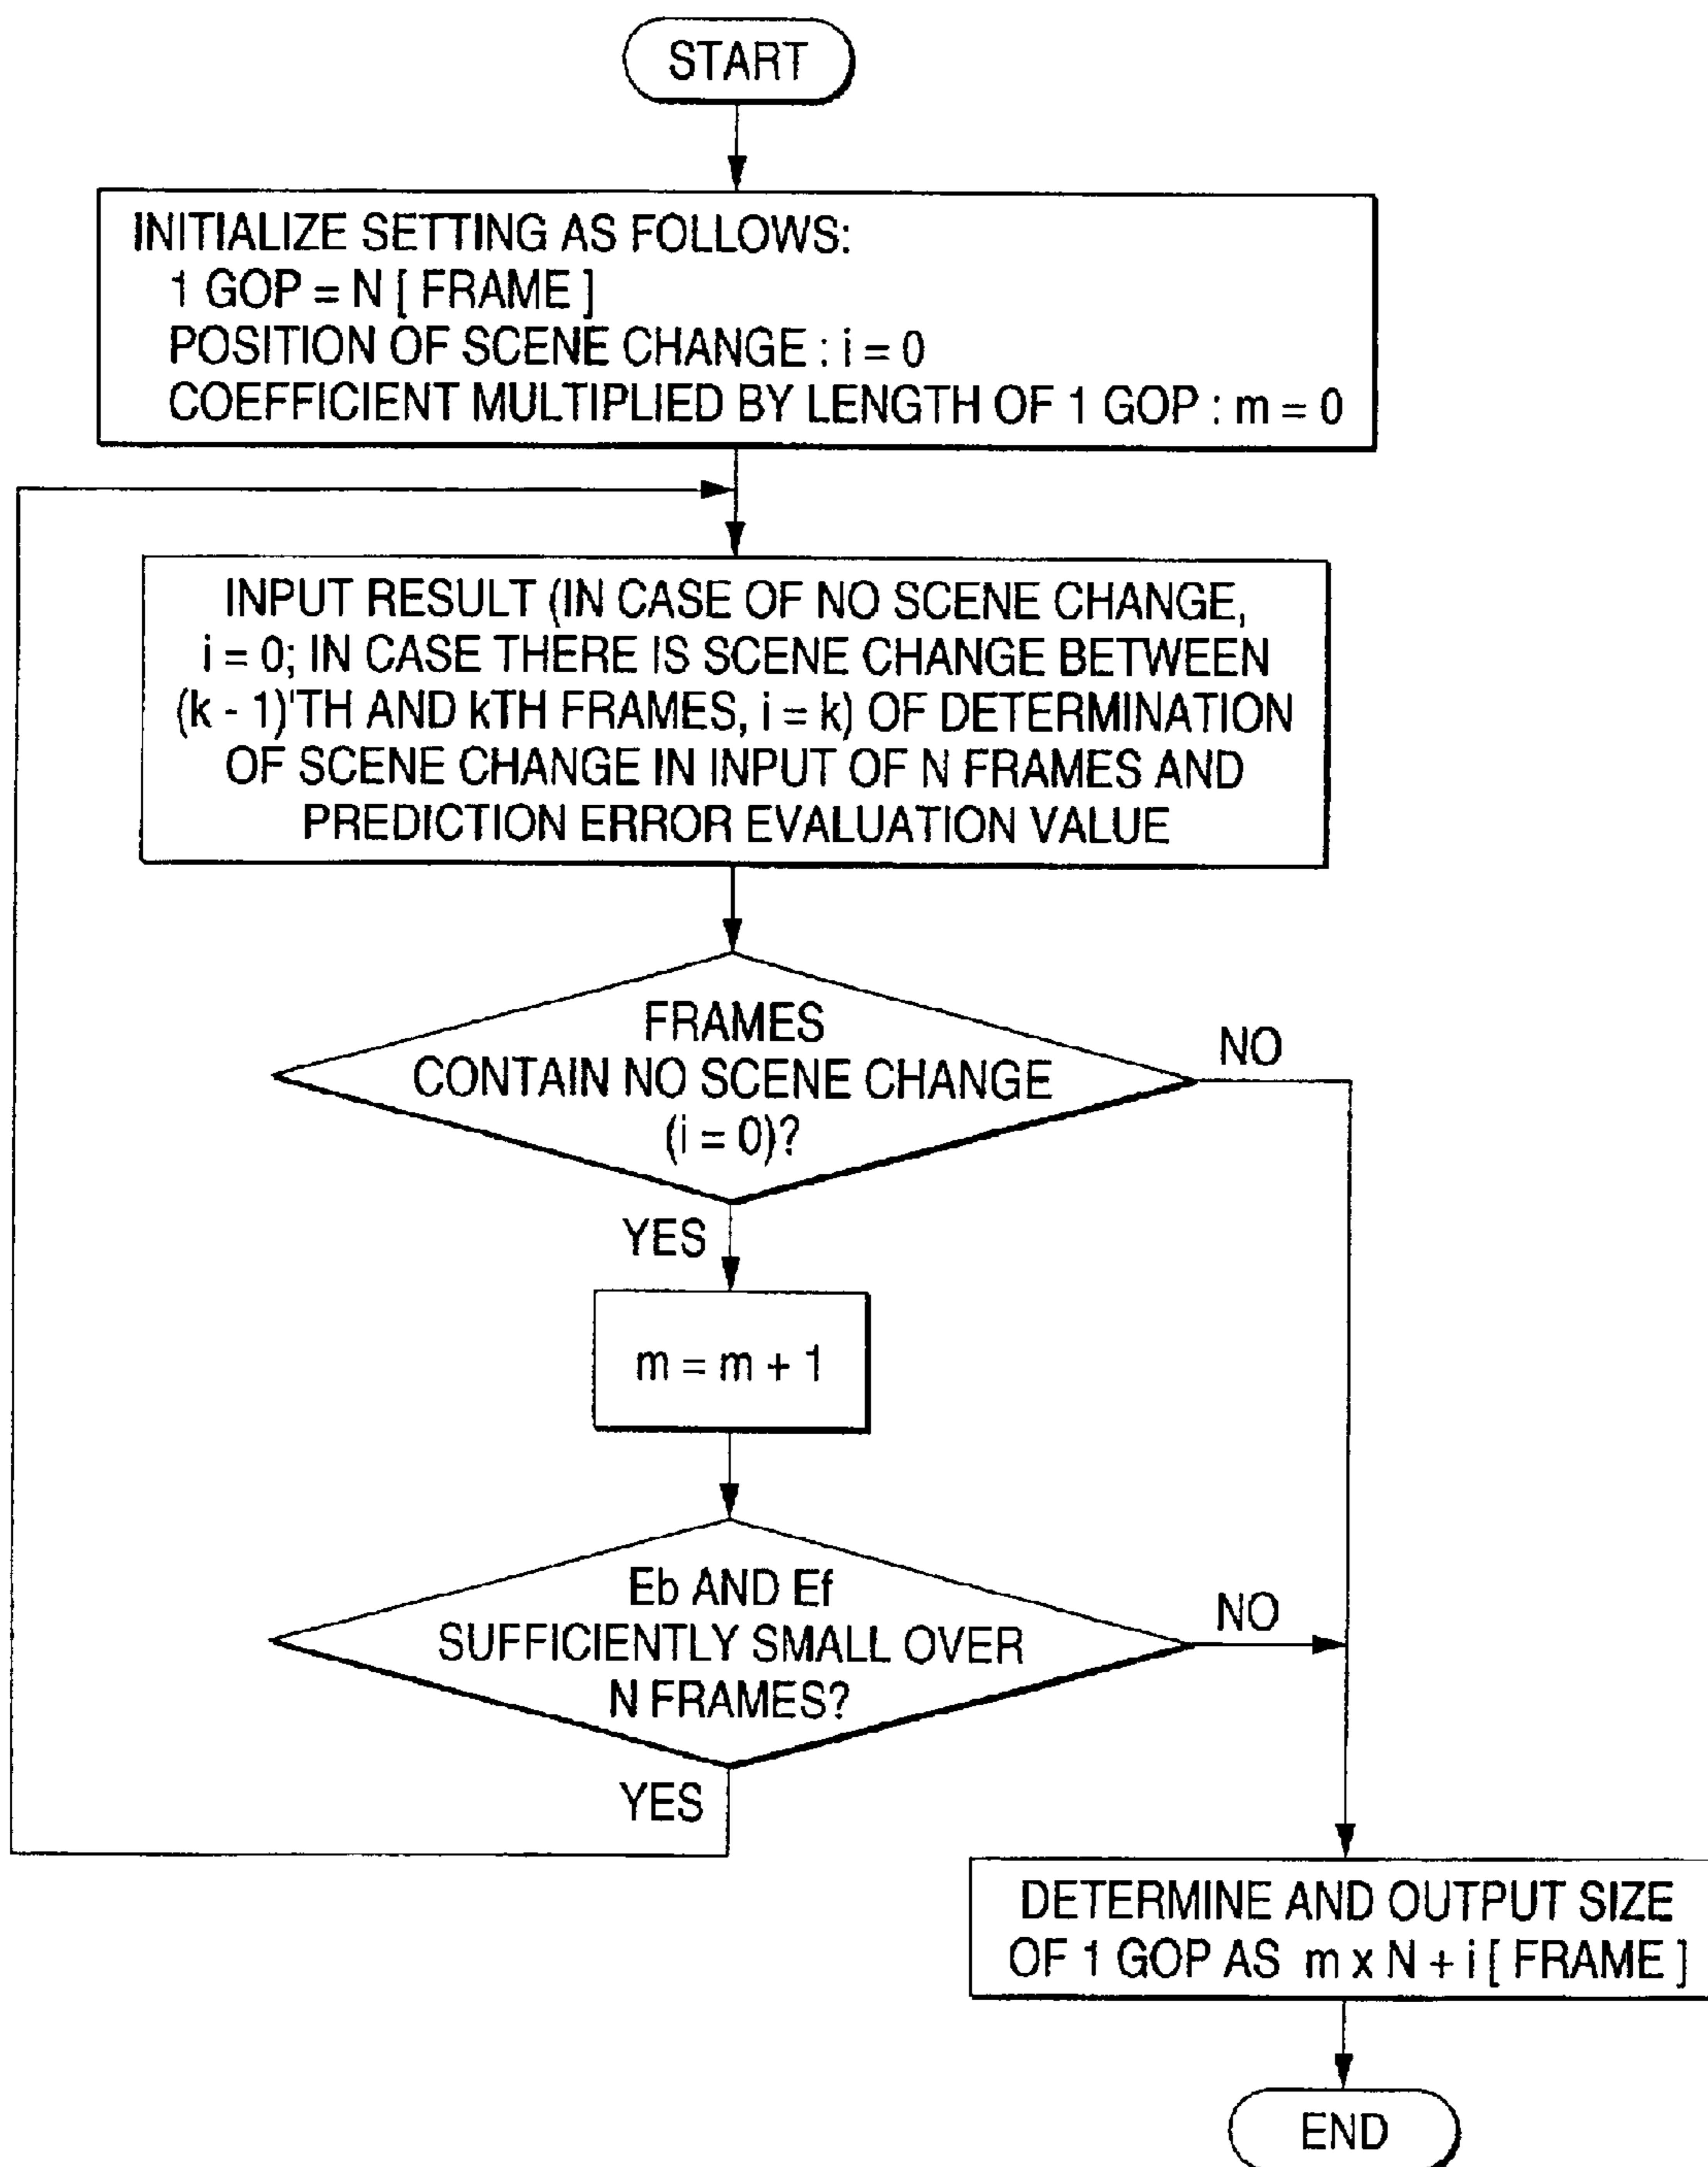 START
INITIALIZE SETTING AS FOLLOWS:
1 GOP = N [ FRAME ]
POSITION OF SCENE CHANGE : i = 0
COEFFICIENT MULTIPLIED BY LENGTH OF 1 GOP : m = 0
INPUT RESULT (IN CASE OF NO SCENE CHANGE,
i = 0; IN CASE THERE IS SCENE CHANGE BETWEEN
(k - 1)'TH AND kTH FRAMES, i = k) OF DETERMINATION
OF SCENE CHANGE IN INPUT OF N FRAMES AND
PREDICTION ERROR EVALUATION VALUE
FRAMES
CONTAIN NO SCENE CHANGE
(i = 0)?
NO
YES
m = m + 1
Eb AND Ef
SUFFICIENTLY SMALL OVER
N FRAMES?
NO
YES
DETERMINE AND OUTPUT SIZE
OF 1 GOP AS m x N + i [ FRAME ]
END